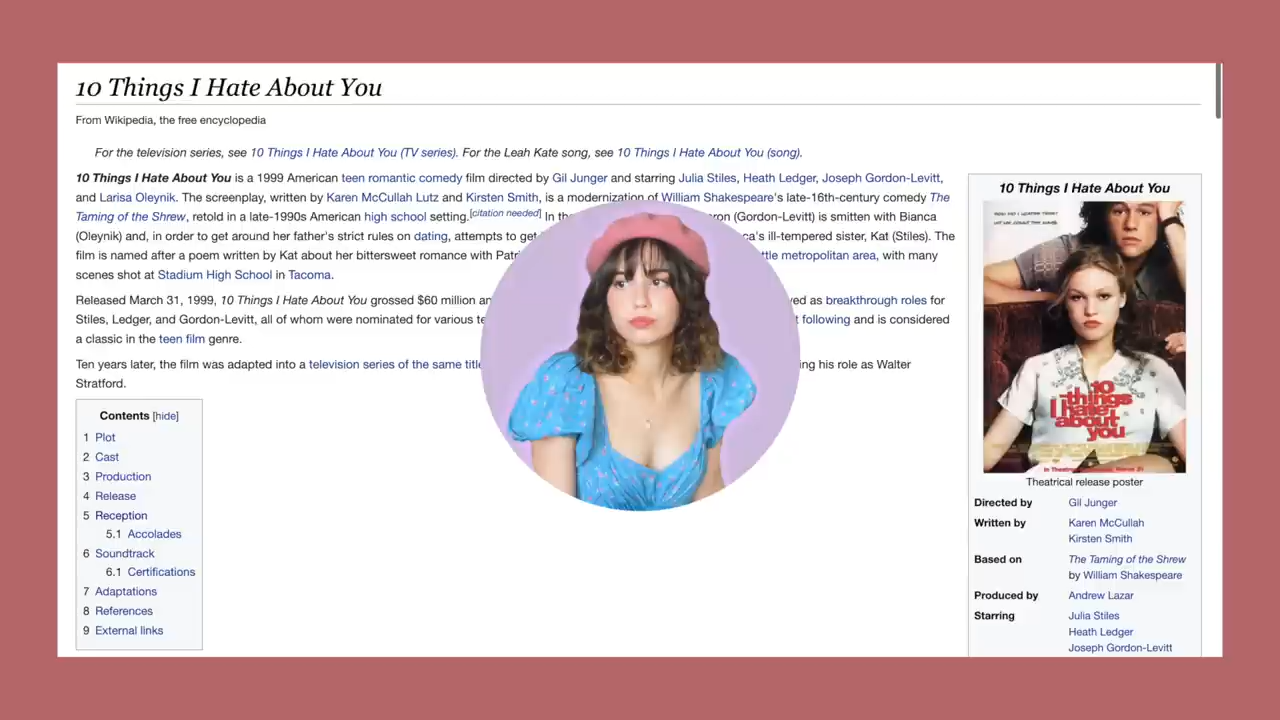 10 Things I Hate About You
From Wikipedia, the free encyclopedia
For the television series, see 10 Things I Hate About You (TV series). For the Leah Kate song, see 10 Things I Hate About You (song).
10 Things I Hate About You is a 1999 American teen romantic comedy film directed by Gil Junger and starring Julia Stiles, Heath Ledger, Joseph Gordon-Levitt,
and Larisa Oleynik. The screenplay, written by Karen McCullah Lutz and Kirsten Smith, is a modernization of William Shakespeare's late-16th-century comedy The
Taming of the Shrew, retold in a late-1990s American high school setting.[citation needed] In the (Gordon-Levitt) is smitten with Bianca
(Oleynik) and, in order to get around her father's strict rules on dating, attempts to get ill-tempered sister, Kat (Stiles). The
film is named after a poem written by Kat about her bittersweet romance with metropolitan area, with many
scenes shot at Stadium High School in Tacoma.
Released March 31, 1999, 10 Things I Hate About You grossed $60 million as breakthrough roles for
Stiles, Ledger, and Gordon-Levitt, all of whom were nominated for various following and is considered
a classic in the teen film genre.
Ten years later, the film was adapted into a television series of the same title his role as Walter
Stratford.
Contents [hide]
1 Plot
2 Cast
3 Production
4 Release
5 Reception
5.1 Accolades
6 Soundtrack
6.1 Certifications
7 Adaptations
8 References
9 External links
10 Things I Hate About You
10
things
I hate
about
you
Theatrical release poster
Directed by Gil Junger
Written by Karen McCullah
Kirsten Smith
Based on The Taming of the Shrew
by William Shakespeare
Produced by Andrew Lazar
Starring Julia Stiles
Heath Ledger
Joseph Gordon-Levitt